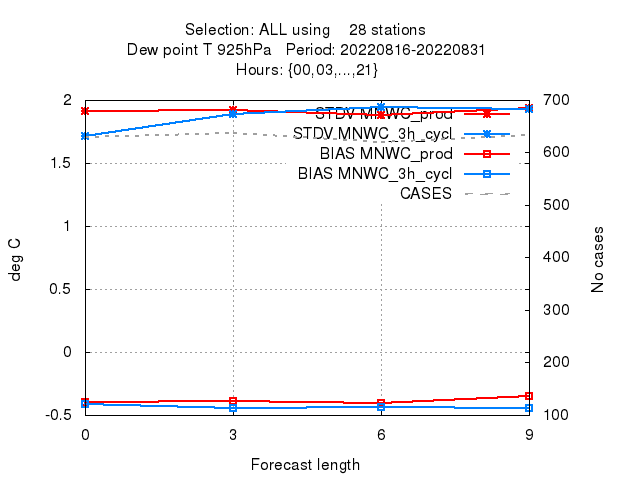 Selection: ALL using 28 stations
Dew point T 925hPa Period: 20220816-20220831
Hours: {00,03,...,21}
2 700
STDV MNWC_prod
STDV MNWC_3h_cycl
BIAS MNWC_prod
BIAS MNWC_3h_cycl
CASES
1.5 600
1 500
0.5 400
0 300
-0.5 200
100
deg C
No cases
0 3 6 9
Forecast length